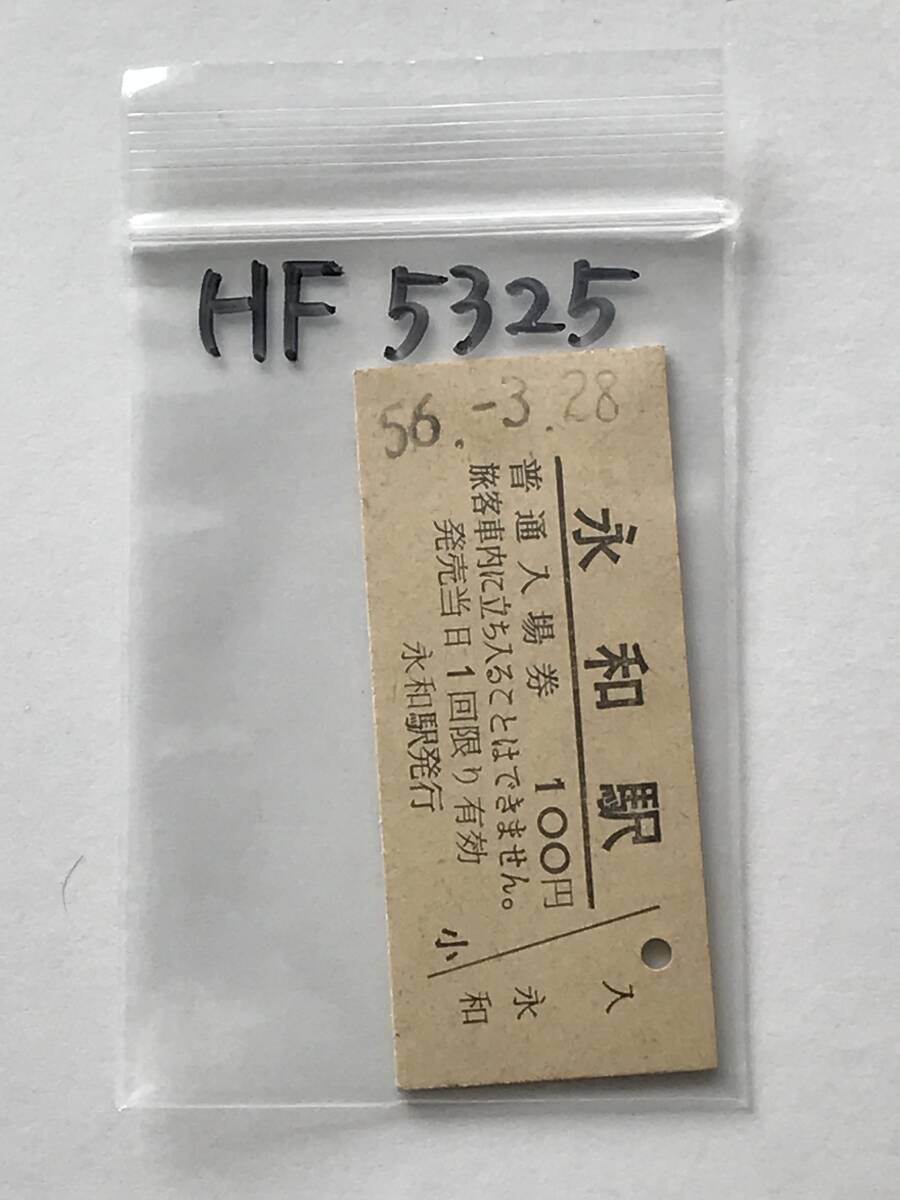 HF 5325
56.-3.28
永和駅
普通入場券 100円
旅客車内に立ち入ることはできません。
発売当日1回限り有効
永和駅発行
小
入
永和